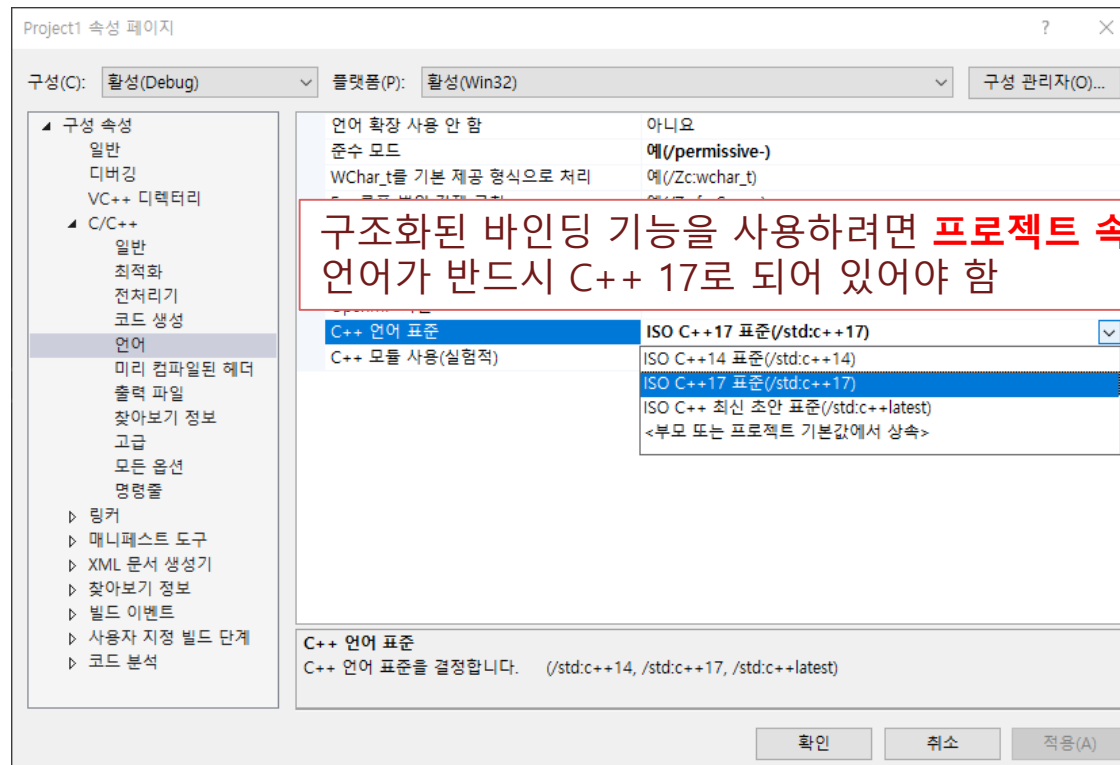 Project1 속성 페이지
구성(C): 활성(Debug) 플랫폼(P): 활성(Win32) 구성 관리자(O)...
구성 속성
일반
디버깅
VC++ 디렉터리
C/C++
일반
최적화
전처리기
코드 생성
언어
미리 컴파일된 헤더
출력 파일
찾아보기 정보
고급
모든 옵션
명령줄
링커
매니페스트 도구
XML 문서 생성기
찾아보기 정보
빌드 이벤트
사용자 지정 빌드 단계
코드 분석
언어 확장 사용 안 함 아니요
준수 모드 예(/permissive-)
WChar_t를 기본 제공 형식으로 처리 예(/Zc:wchar_t)
구조화된 바인딩 기능을 사용하려면 프로젝트 속
언어가 반드시 C++ 17로 되어 있어야 함
C++ 언어 표준 ISO C++17 표준(/std:c++17)
C++ 모듈 사용(실험적)
ISO C++14 표준(/std:c++14)
ISO C++17 표준(/std:c++17)
ISO C++ 최신 초안 표준(/std:c++latest)
<부모 또는 프로젝트 기본값에서 상속>
C++ 언어 표준
C++ 언어 표준을 결정합니다. (/std:c++14, /std:c++17, /std:c++latest)
확인 취소 적용(A)